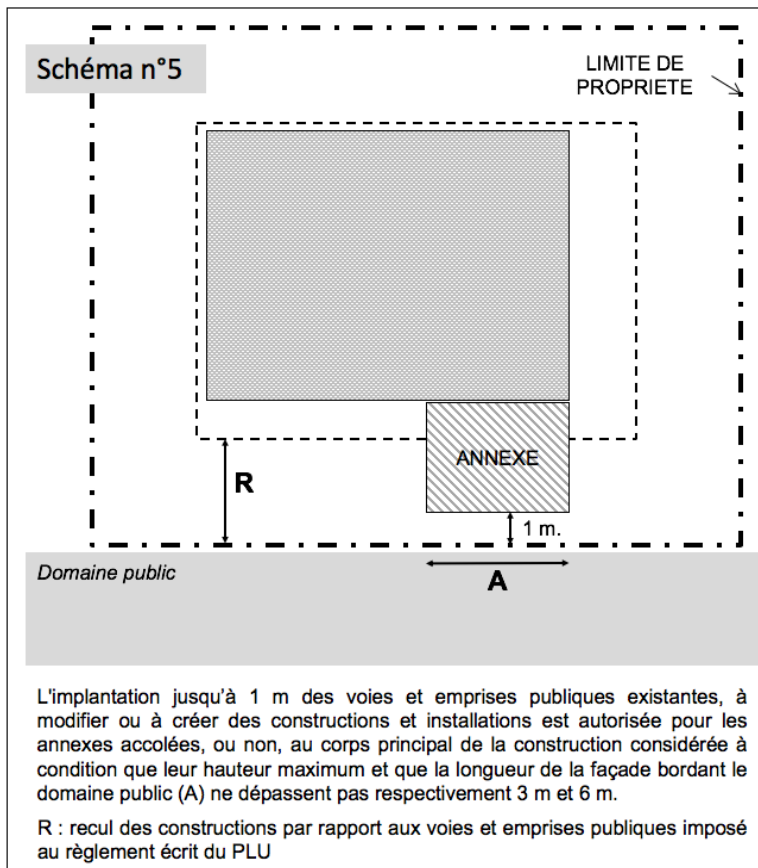 Schéma n°5
LIMITE DE
PROPRIETE
ANNEXE
R
1 m.
Domaine public
A
L'implantation jusqu'à 1 m des voies et emprises publiques existantes, à
modifier ou à créer des constructions et installations est autorisée pour les
annexes accolées, ou non, au corps principal de la construction considérée à
condition que leur hauteur maximum et que la longueur de la façade bordant le
domaine public (A) ne dépassent pas respectivement 3 m et 6 m.
R : recul des constructions par rapport aux voies et emprises publiques imposé
au règlement écrit du PLU